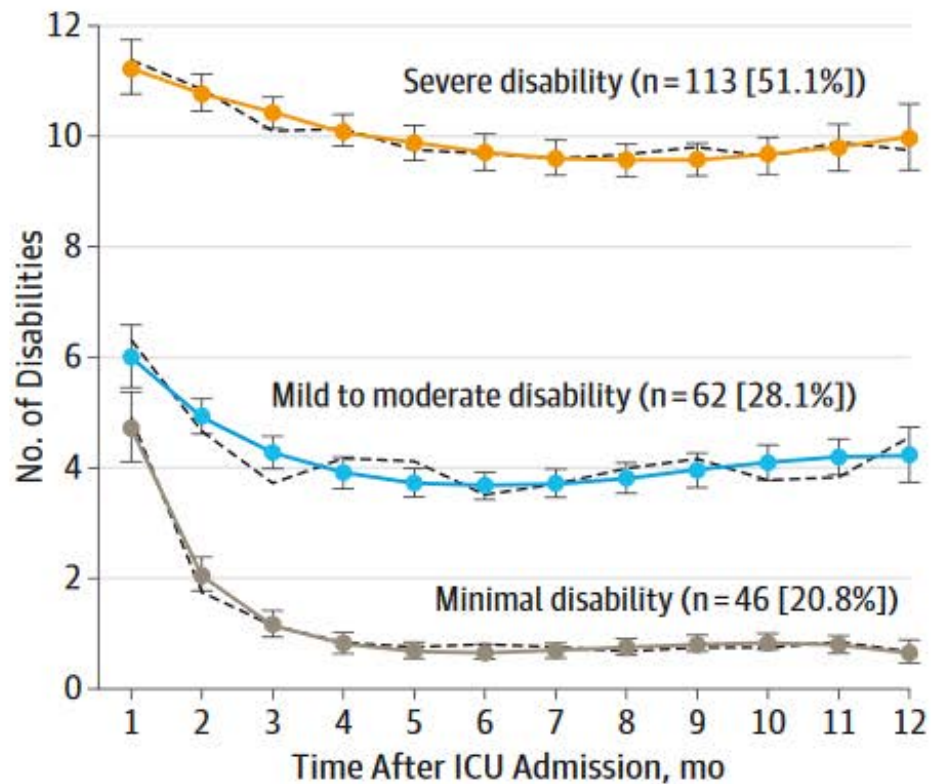 12
10
8
6
4
2
0
No. of Disabilities
Severe disability (n = 113 [51.1%])
Mild to moderate disability (n = 62 [28.1%])
Minimal disability (n = 46 [20.8%])
1 2 3 4 5 6 7 8 9 10 11 12
Time After ICU Admission, mo